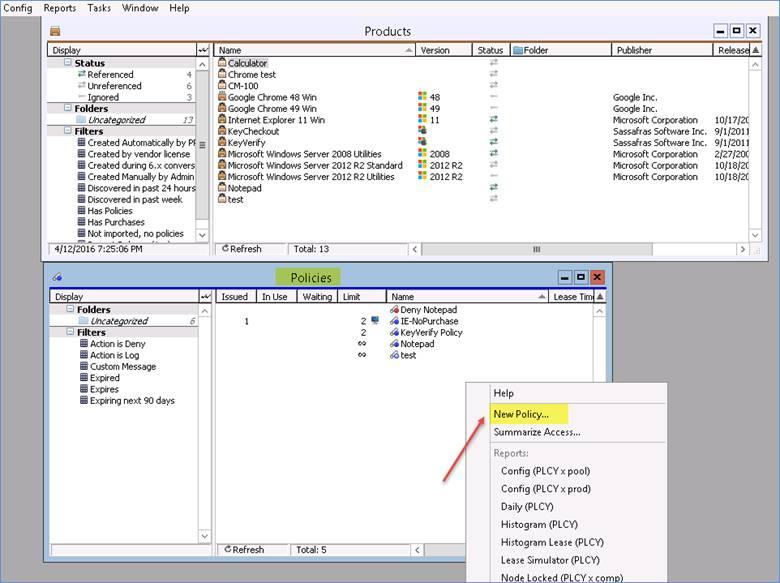 Config Reports Tasks Window Help
Products
Display Name Version Status Folder Publisher Release
Status
Referenced 4
Unreferenced 6
Ignored 3
Folders
Uncategorized 13
Filters
Created Automatically by PR
Created by vendor license
Created during 6.x convers
Created Manually by Admin
Discovered in past 24 hours
Discovered in past week
Has Policies
Has Purchases
Not imported, no policies
Calculator
Chrome test
CM-100
Google Chrome 48 Win 48 Google Inc.
Google Chrome 49 Win 49 Google Inc.
Internet Explorer 11 Win 11 Microsoft Corporation 10/17/20
KeyCheckout Sassafras Software Inc. 9/1/2011
KeyVerify Sassafras Software Inc. 9/1/2011
Microsoft Windows Server 2008 Utilities 2008 Microsoft Corporation 2/27/200
Microsoft Windows Server 2012 R2 Standard 2012 R2 Microsoft Corporation 10/18/20
Microsoft Windows Server 2012 R2 Utilities 2012 R2 Microsoft Corporation 10/18/20
Notepad
test
4/12/2016 7:25:06 PM Refresh Total: 13
Policies
Display Issued In Use Waiting Limit Name Lease Time
Folders
Uncategorized 6
Filters
Action is Deny
Action is Log
Custom Message
Expired
Expires
Expiring next 90 days
Deny Notepad
1 2 IE-NoPurchase
2 KeyVerify Policy
∞ Notepad
∞ test
Refresh Total: 5
Help
New Policy...
Summarize Access...
Reports:
Config (PLCY x pool)
Config (PLCY x prod)
Daily (PLCY)
Histogram (PLCY)
Histogram Lease (PLCY)
Lease Simulator (PLCY)
Node Locked (PLCY x comp)